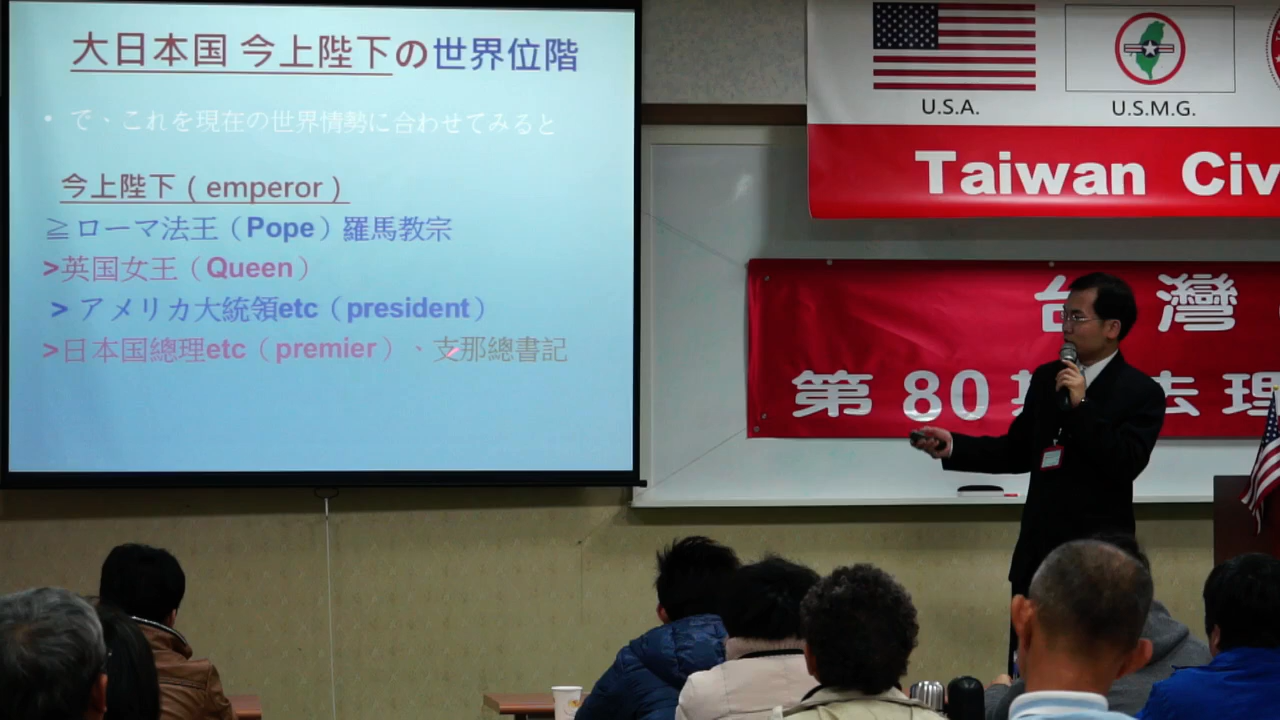 大日本国 今上陛下の世界位階
• で、これを現在の世界情勢に合わせてみると
今上陛下(emperor)
≧ローマ法王(Pope)羅馬教宗
>英国女王(Queen)
> アメリカ大統領etc(president)
>日本国總理etc(premier)、支那總書記
U.S.A.
U.S.M.G.
Taiwan Civ
台灣
第80
法理